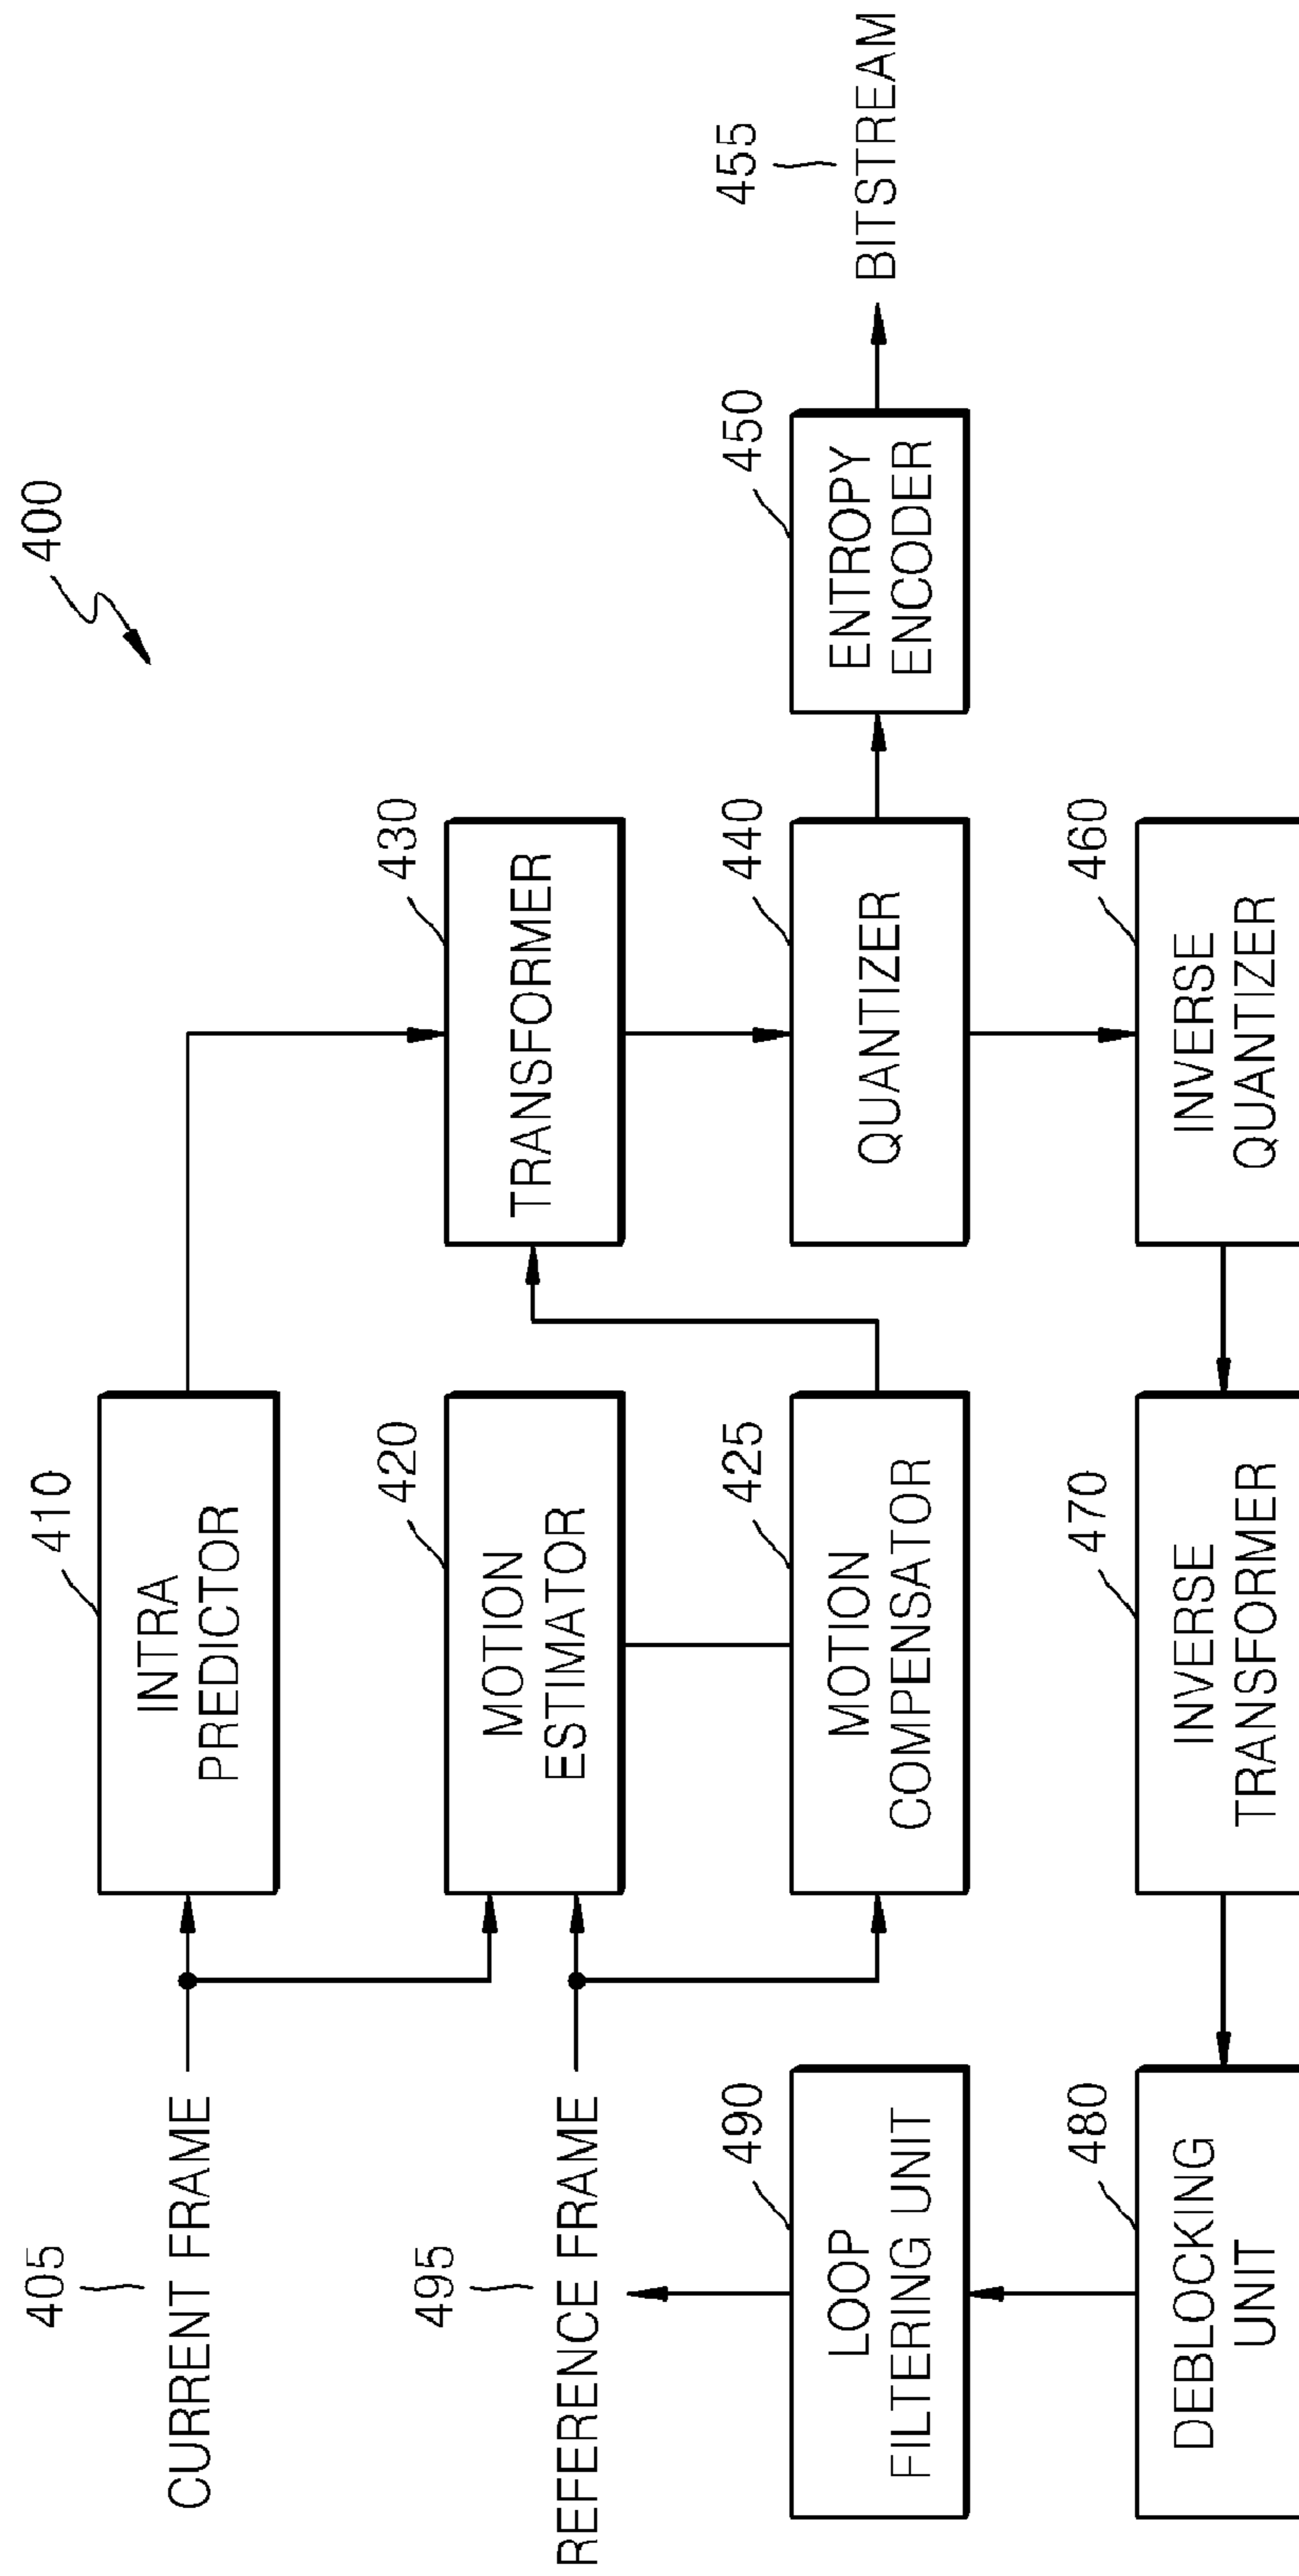 400
405
CURRENT FRAME
410
INTRA
PREDICTOR
495
REFERENCE FRAME
420
MOTION
ESTIMATOR
430
TRANSFORMER
490
LOOP
FILTERING UNIT
425
MOTION
COMPENSATOR
440
QUANTIZER
450
ENTROPY
ENCODER
455
BITSTREAM
480
DEBLOCKING
UNIT
470
INVERSE
TRANSFORMER
460
INVERSE
QUANTIZER